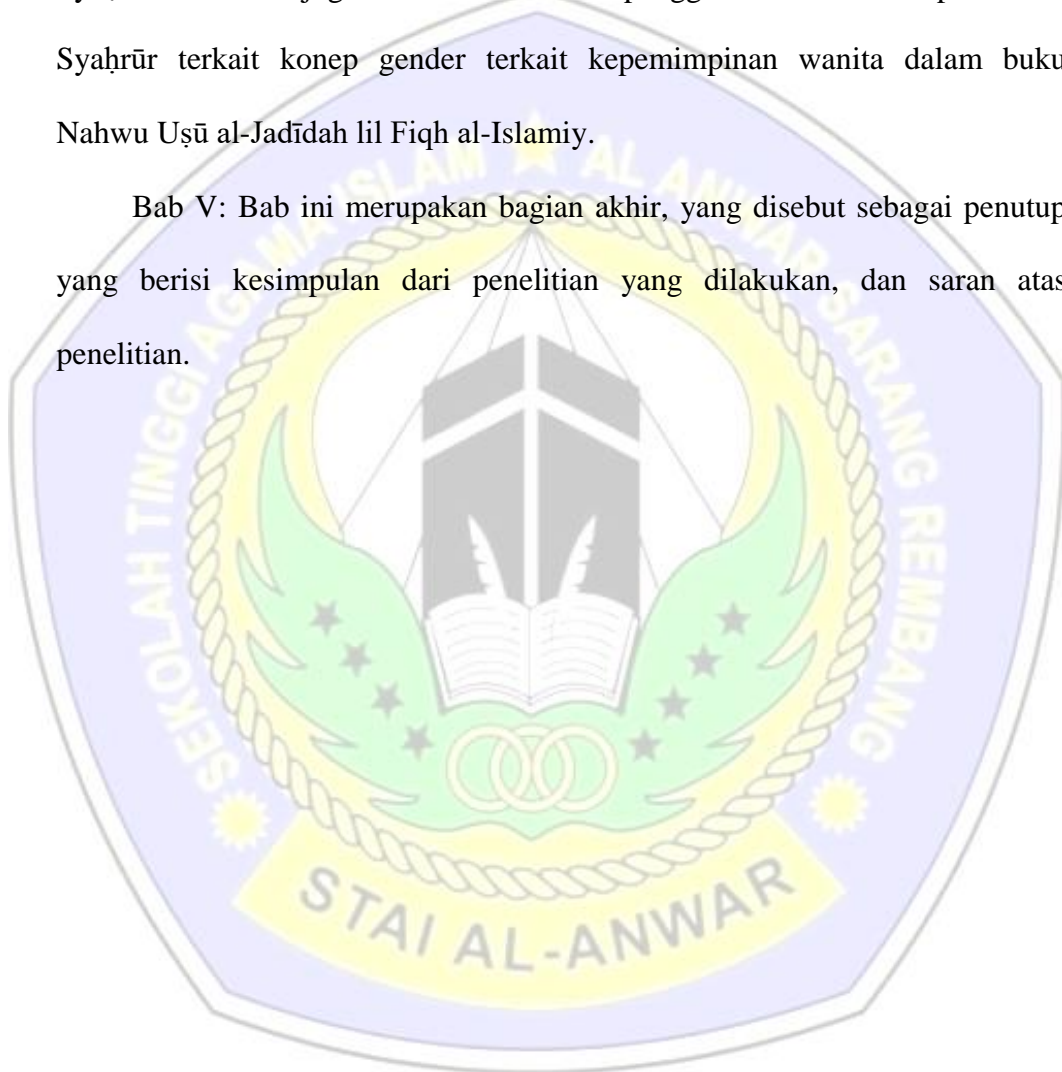 Syaḥrūr terkait konep gender terkait kepemimpinan wanita dalam buku
Nahwu Uṣū al-Jadīdah lil Fiqh al-Islamiy.
Bab V: Bab ini merupakan bagian akhir, yang disebut sebagai penutup
yang berisi kesimpulan dari penelitian yang dilakukan, dan saran atas
penelitian.
SEKOLAH TINGGI AGAMA ISLAM AL ANWAR SARANG REMBANG
STAI AL-ANWAR